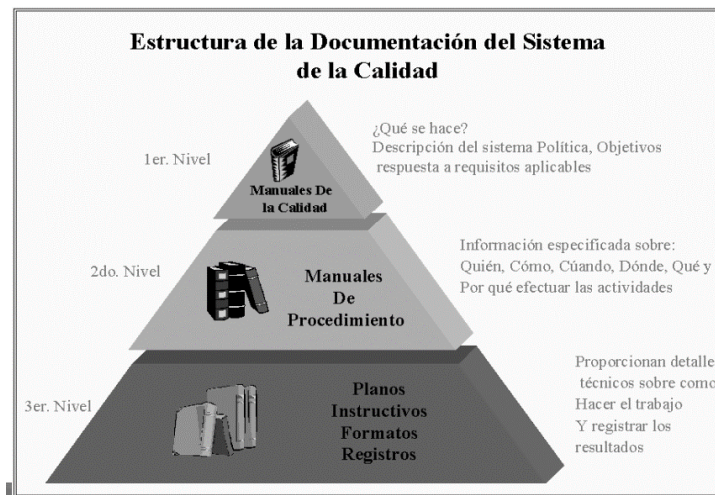 Estructura de la Documentación del Sistema
de la Calidad
1er. Nivel
Manuales De
la Calidad
¿Qué se hace?
Descripción del sistema Política, Objetivos
respuesta a requisitos aplicables
2do. Nivel
Manuales
De
Procedimiento
Información especificada sobre:
Quién, Cómo, Cúando, Dónde, Qué y
Por qué efectuar las actividades
3er. Nivel
Planos
Instructivos
Formatos
Registros
Proporcionan detalle
técnicos sobre como
Hacer el trabajo
Y registrar los
resultados